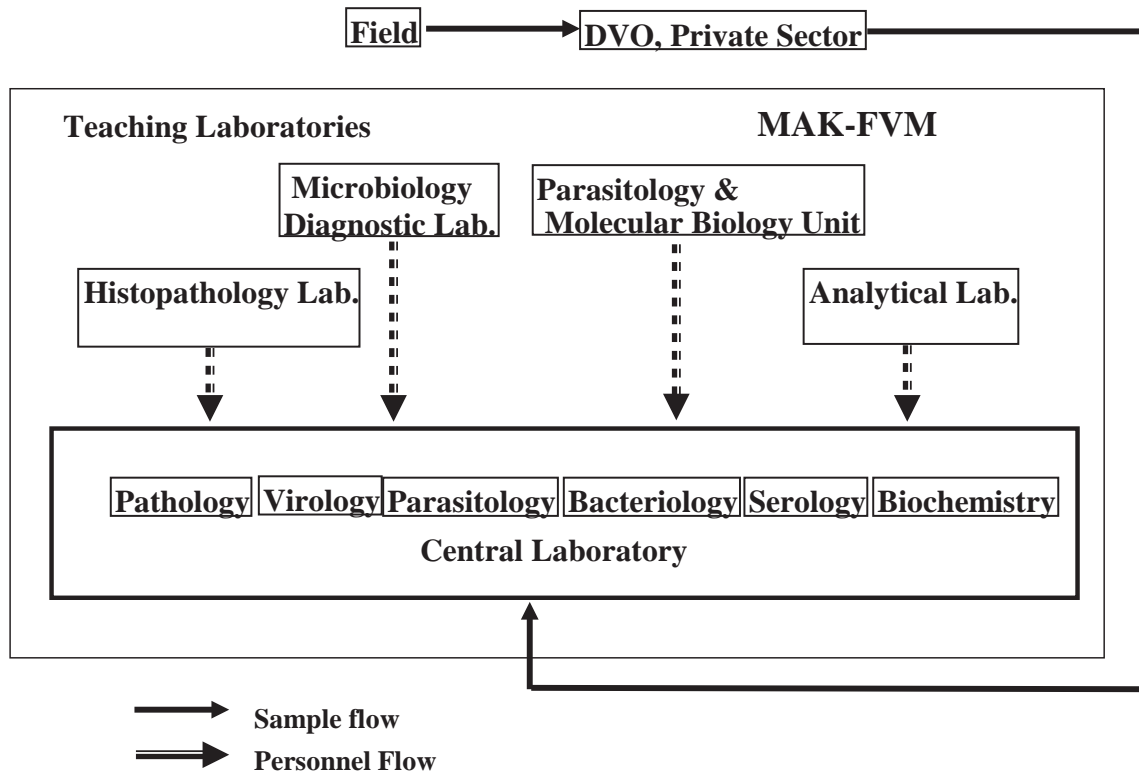 Field
DVO, Private Sector
Teaching Laboratories
MAK-FVM
Microbiology
Diagnostic Lab.
Parasitology &
Molecular Biology Unit
Histopathology Lab.
Analytical Lab.
Pathology
Virology
Parasitology
Bacteriology
Serology
Biochemistry
Central Laboratory
Sample flow
Personnel Flow